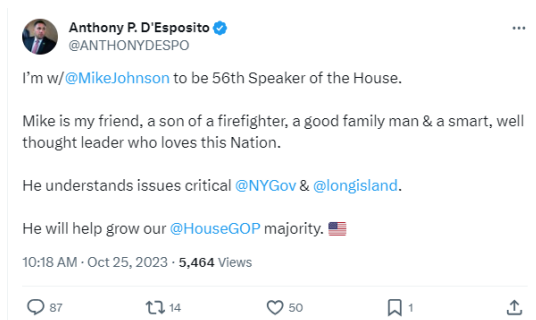 Anthony P. D'Esposito
@ANTHONYDESPO
I'm w/@MikeJohnson to be 56th Speaker of the House.
Mike is my friend, a son of a firefighter, a good family man & a smart, well
thought leader who loves this Nation.
He understands issues critical @NYGov & @longisland.
He will help grow our @HouseGOP majority. 🇺🇸
10:18 AM · Oct 25, 2023 · 5,464 Views
87 14 50 1